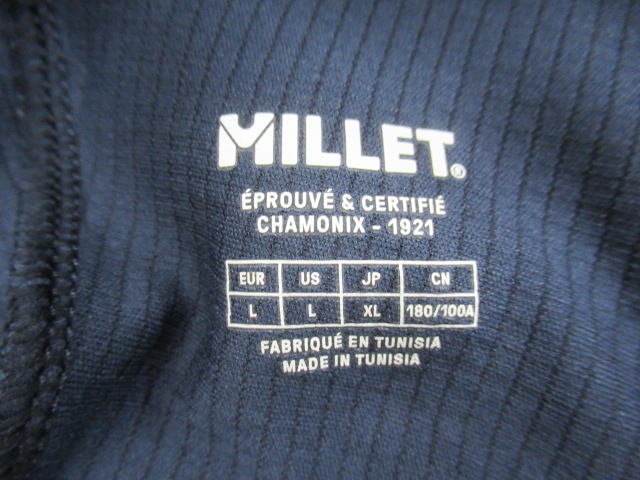 MILLET®
ÉPROUVÉ & CERTIFIÉ
CHAMONIX - 1921
EUR US JP CN
L L XL 180/100A
FABRIQUÉ EN TUNISIA
MADE IN TUNISIA